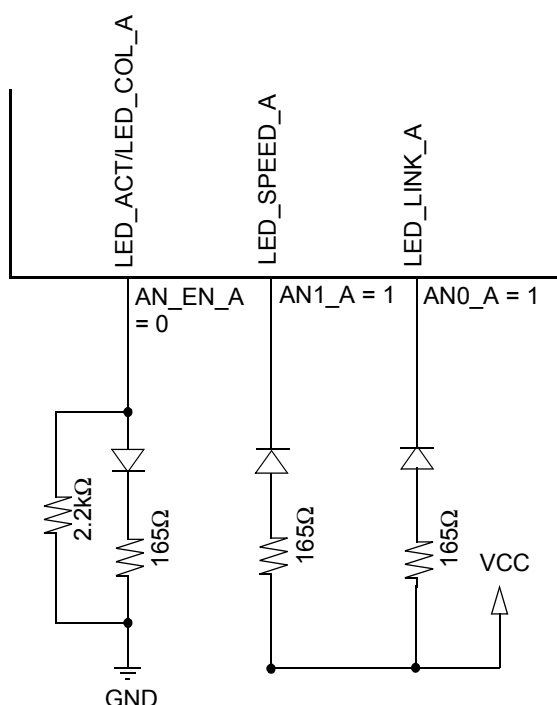 LED_ACT/LED_COL_A
LED_SPEED_A
LED_LINK_A
AN_EN_A
= 0
AN1_A = 1
AN0_A = 1
2.2kΩ
165Ω
165Ω
165Ω
VCC
GND